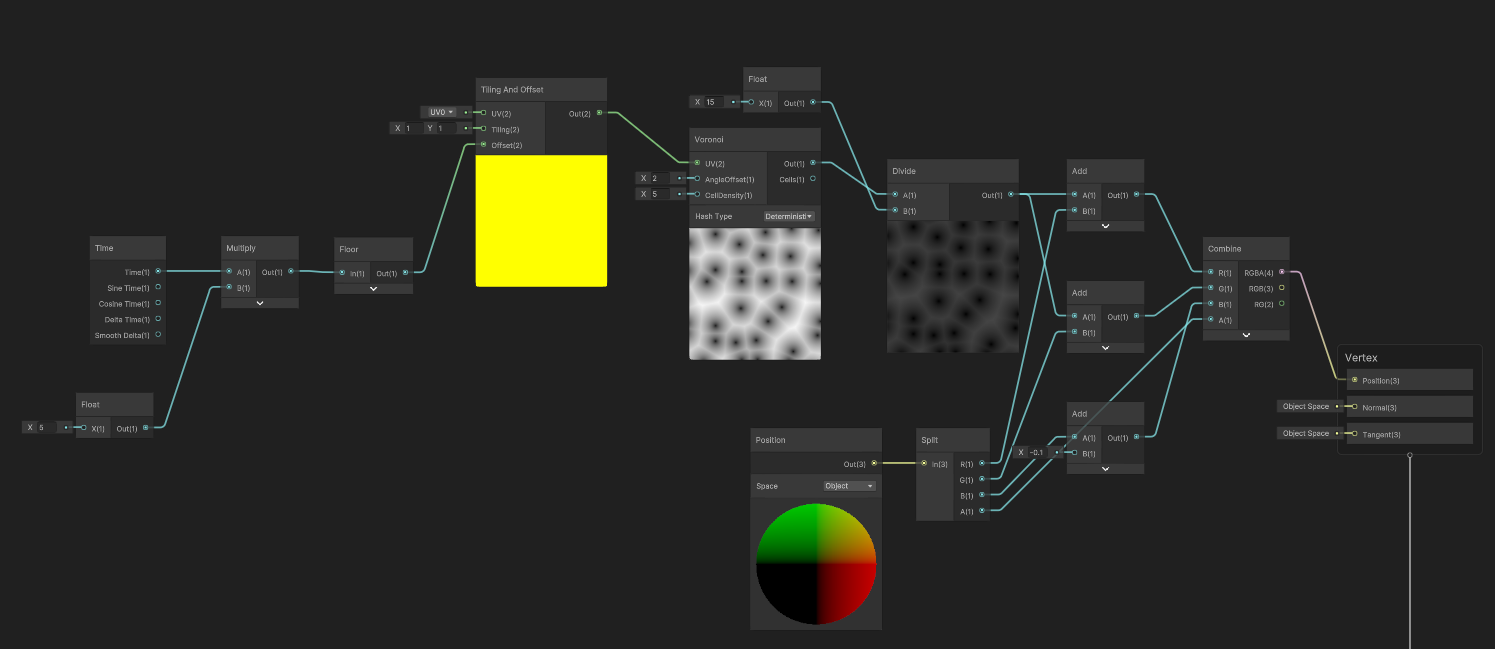 Time
Time(1)
Sine Time(1)
Cosine Time(1)
Delta Time(1)
Smooth Delta(1)
Float
X 5
X(1) Out(1)
Multiply
A(1) Out(1)
B(1)
Floor
In(1) Out(1)
Tiling And Offset
UV0
UV(2) Out(2)
X 1 Y 1
Tiling(2)
Offset(2)
Float
X 15
X(1) Out(1)
Voronoi
UV(2) Out(1)
X 2
AngleOffset(1) Cells(1)
X 5
CellDensity(1)
Hash Type Deterministi
Divide
A(1) Out(1)
B(1)
Position
Out(3)
Space Object
Split
In(3) R(1)
G(1)
B(1)
A(1)
Add
A(1) Out(1)
B(1)
Add
A(1) Out(1)
B(1)
Add
A(1) Out(1)
X -0.1
B(1)
Combine
R(1) RGBA(4)
G(1) RGB(3)
B(1) RG(2)
A(1)
Vertex
Position(3)
Object Space Normal(3)
Object Space Tangent(3)